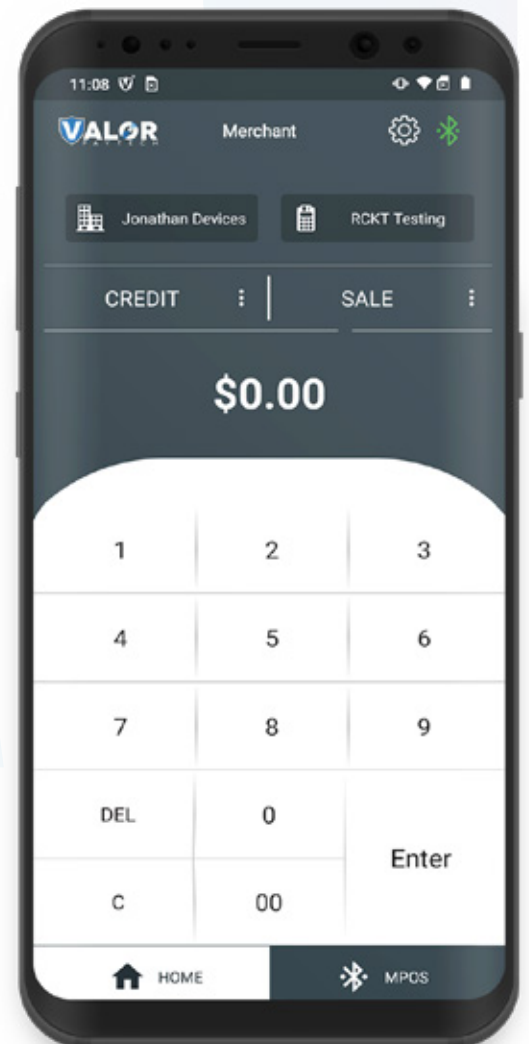 11:08
VALOR Merchant
PAYTECH
Jonathan Devices RCKT Testing
CREDIT SALE
$0.00
1 2 3
4 5 6
7 8 9
DEL 0
Enter
C 00
HOME MPOS